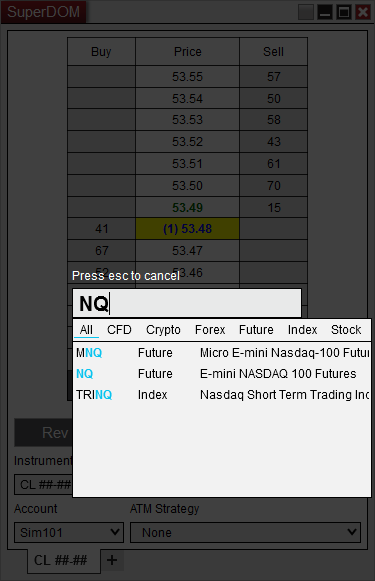 SuperDOM
Buy Price Sell
53.55 57
53.54 50
53.53 58
53.52 43
53.51 61
53.50 70
53.49 15
41 (1) 53.48
67 53.47
53.46
Press esc to cancel
NQ
All CFD Crypto Forex Future Index Stock
MNQ Future Micro E-mini Nasdaq-100 Futu
NQ Future E-mini NASDAQ 100 Futures
TRINQ Index Nasdaq Short Term Trading Inc
Rev
Instrument
CL ##-##
Account ATM Strategy
Sim101 None
CL ##-## +